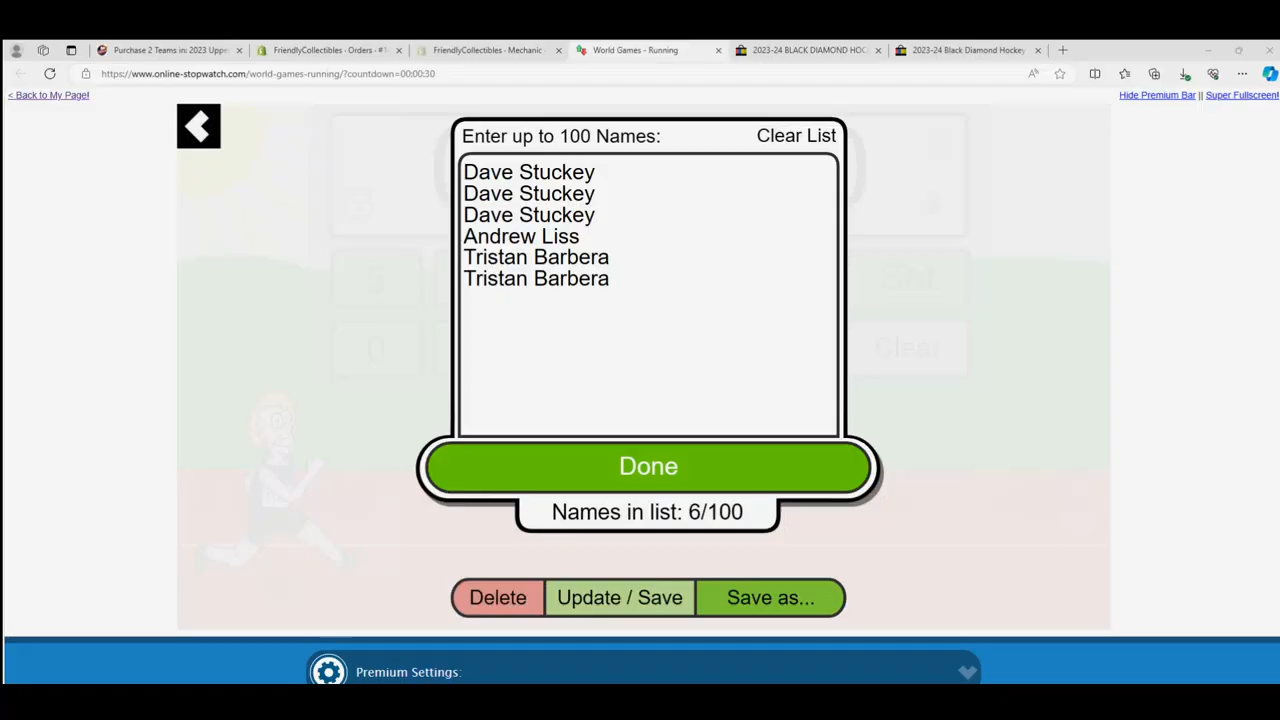 Purchase 2 Teams in: 2023 Uppe
FriendlyCollectibles - Orders - #1
FriendlyCollectibles - Mechanic
World Games - Running
2023-24 BLACK DIAMOND HOC
2023-24 Black Diamond Hockey
https://www.online-stopwatch.com/world-games-running/?countdown=00:00:30
< Back to My Page!
Hide Premium Bar || Super Fullscreen!
Enter up to 100 Names:
Clear List
Dave Stuckey
Dave Stuckey
Dave Stuckey
Andrew Liss
Tristan Barbera
Tristan Barbera
Done
Names in list: 6/100
Clear
Delete
Update / Save
Save as...
Premium Settings: